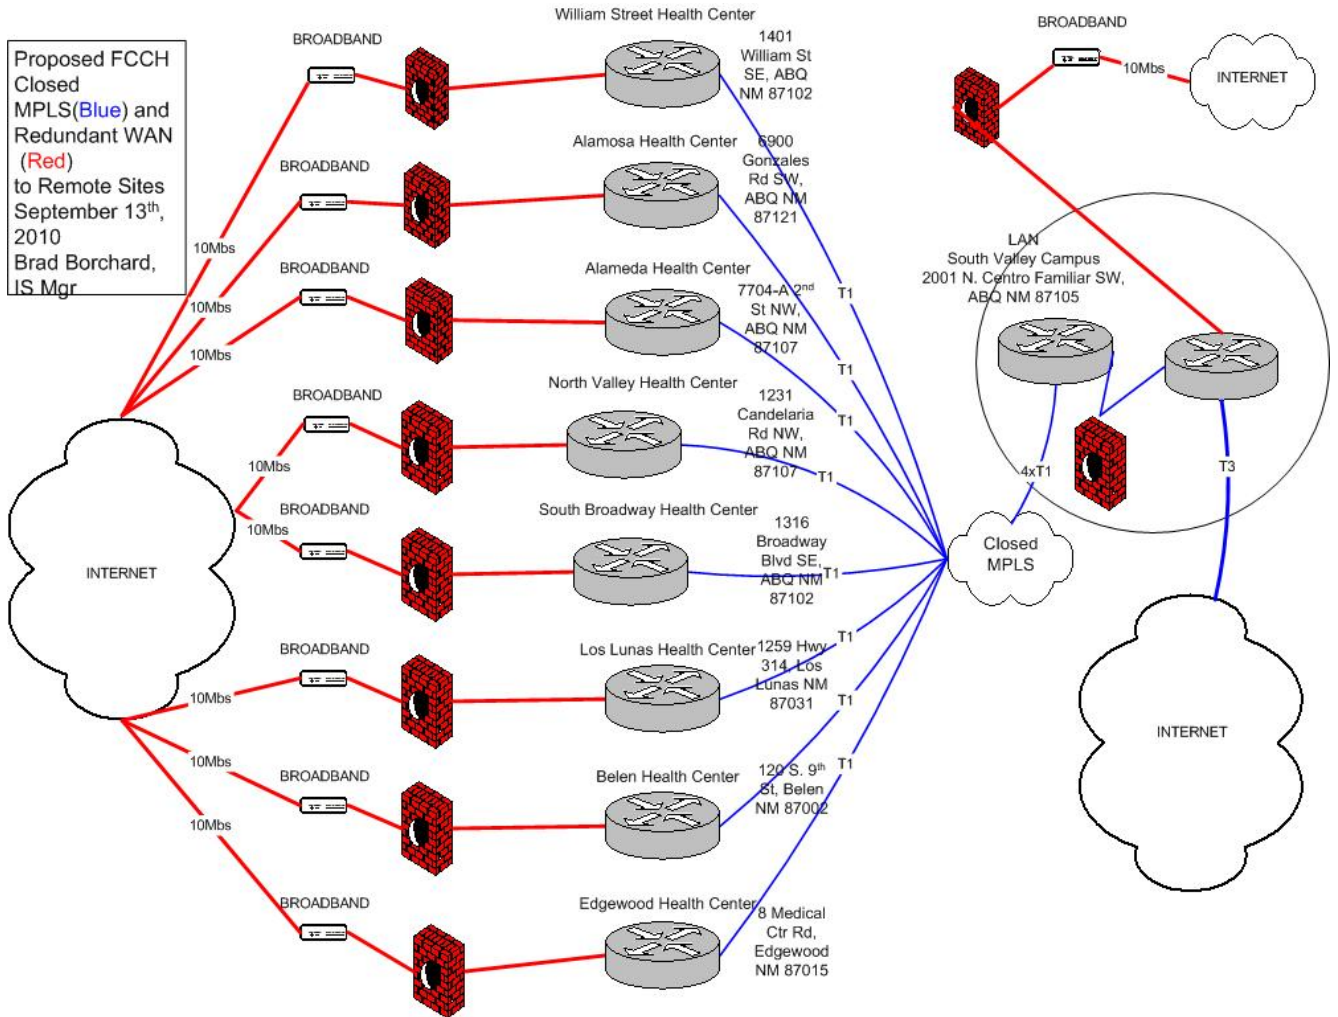 Proposed FCCH
Closed
MPLS(Blue) and
Redundant WAN
(Red)
to Remote Sites
September 13th,
2010
Brad Borchard,
IS Mgr
William Street Health Center
BROADBAND
1401
William St
SE, ABQ
NM 87102
10Mbs
Alamosa Health Center
BROADBAND
6900
Gonzales
Rd SW,
ABQ NM
87121
10Mbs
T1
Alameda Health Center
BROADBAND
7704-A 2nd
St NW,
ABQ NM
87107
10Mbs
T1
North Valley Health Center
BROADBAND
1231
Candelaria
Rd NW,
ABQ NM
87107
10Mbs
T1
T1
South Broadway Health Center
BROADBAND
1316
Broadway
Blvd SE,
ABQ NM
87102
10Mbs
T1
INTERNET
Los Lunas Health Center
BROADBAND
1259 Hwy
314, Los
Lunas NM
87031
10Mbs
T1
Belen Health Center
BROADBAND
120 S. 9th
St, Belen
NM 87002
10Mbs
T1
Edgewood Health Center
BROADBAND
8 Medical
Ctr Rd,
Edgewood
NM 87015
10Mbs
T1
Closed
MPLS
BROADBAND
10Mbs
INTERNET
LAN
South Valley Campus
2001 N. Centro Familiar SW,
ABQ NM 87105
4xT1
T3
INTERNET